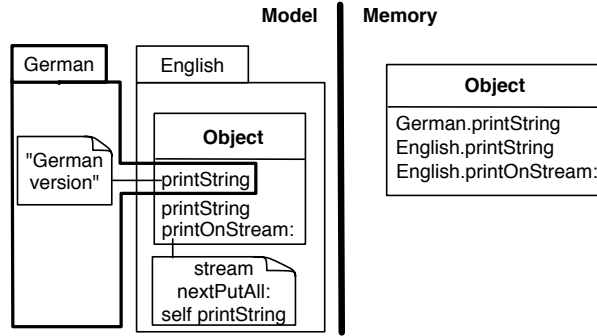 Model
Memory
German
English
Object
"German
version"
printString
printString
printOnStream:
stream
nextPutAll:
self printString
Object
German.printString
English.printString
English.printOnStream: